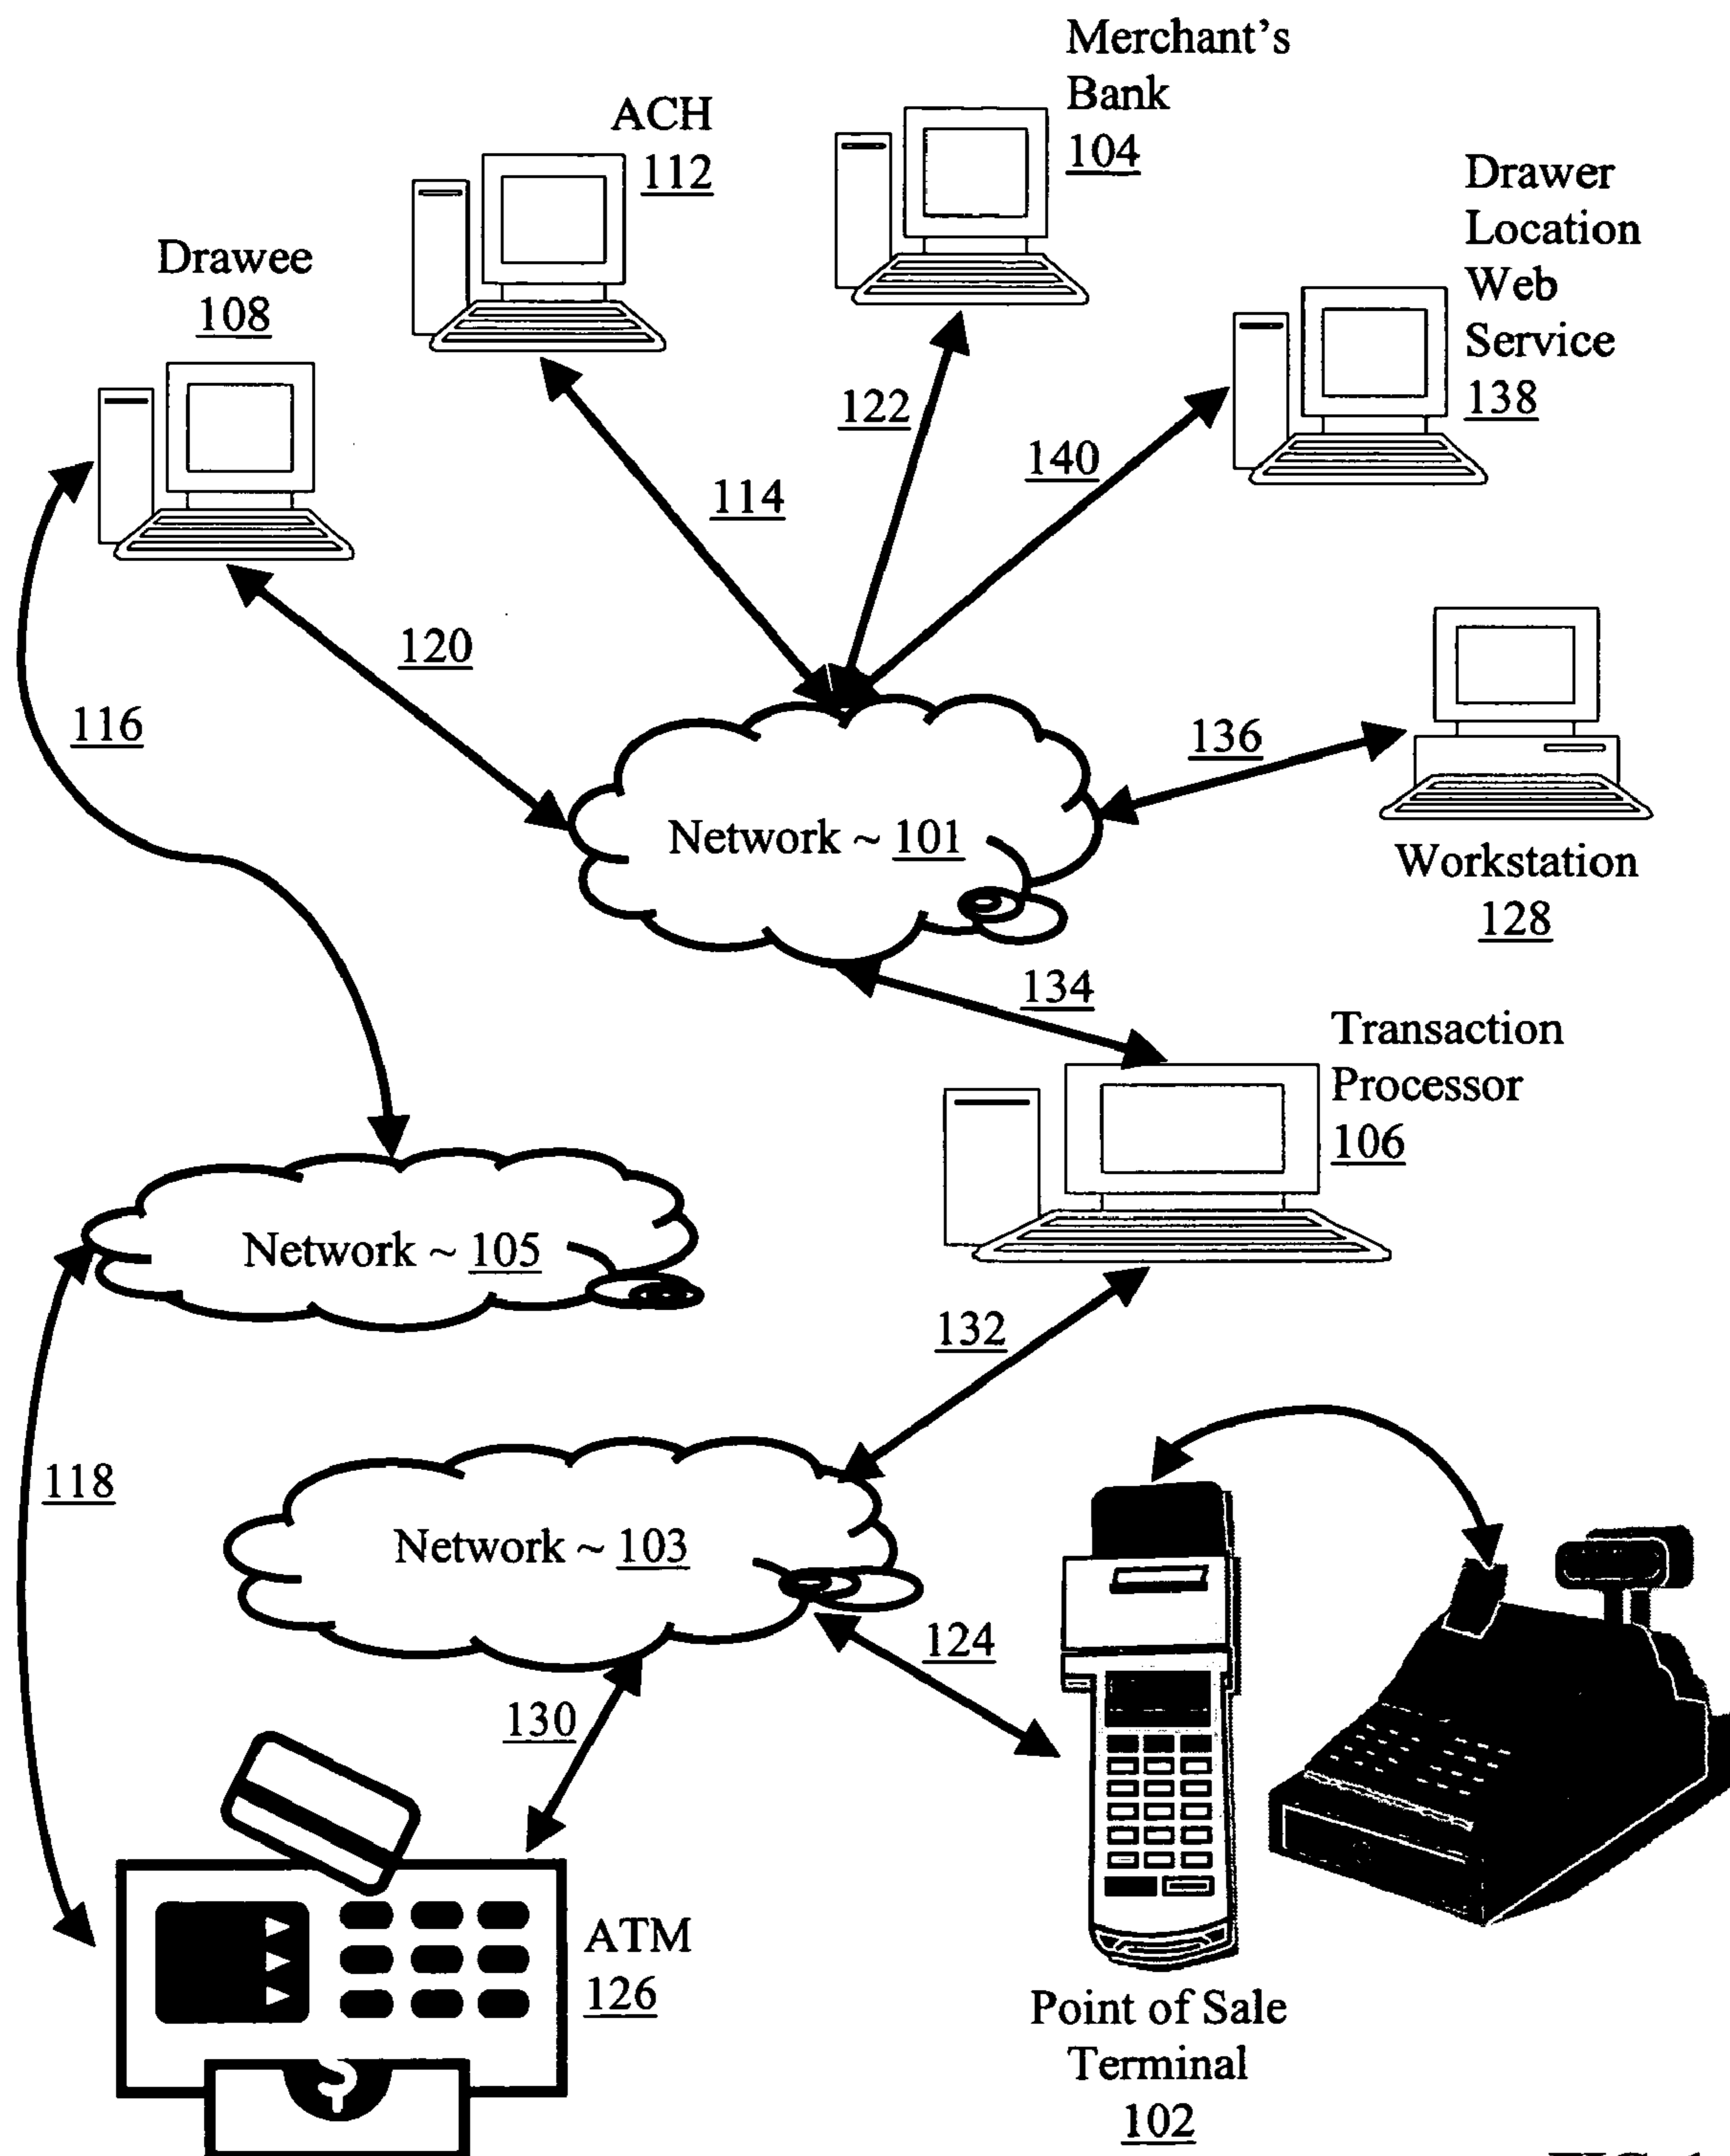 Merchant's
Bank
104
ACH
112
Drawer
Location
Web
Service
138
Drawee
108
122
140
114
120
116
136
Network ~ 101
Workstation
128
134
Transaction
Processor
106
Network ~ 105
132
118
Network ~ 103
124
130
ATM
126
$
Point of Sale
Terminal
102